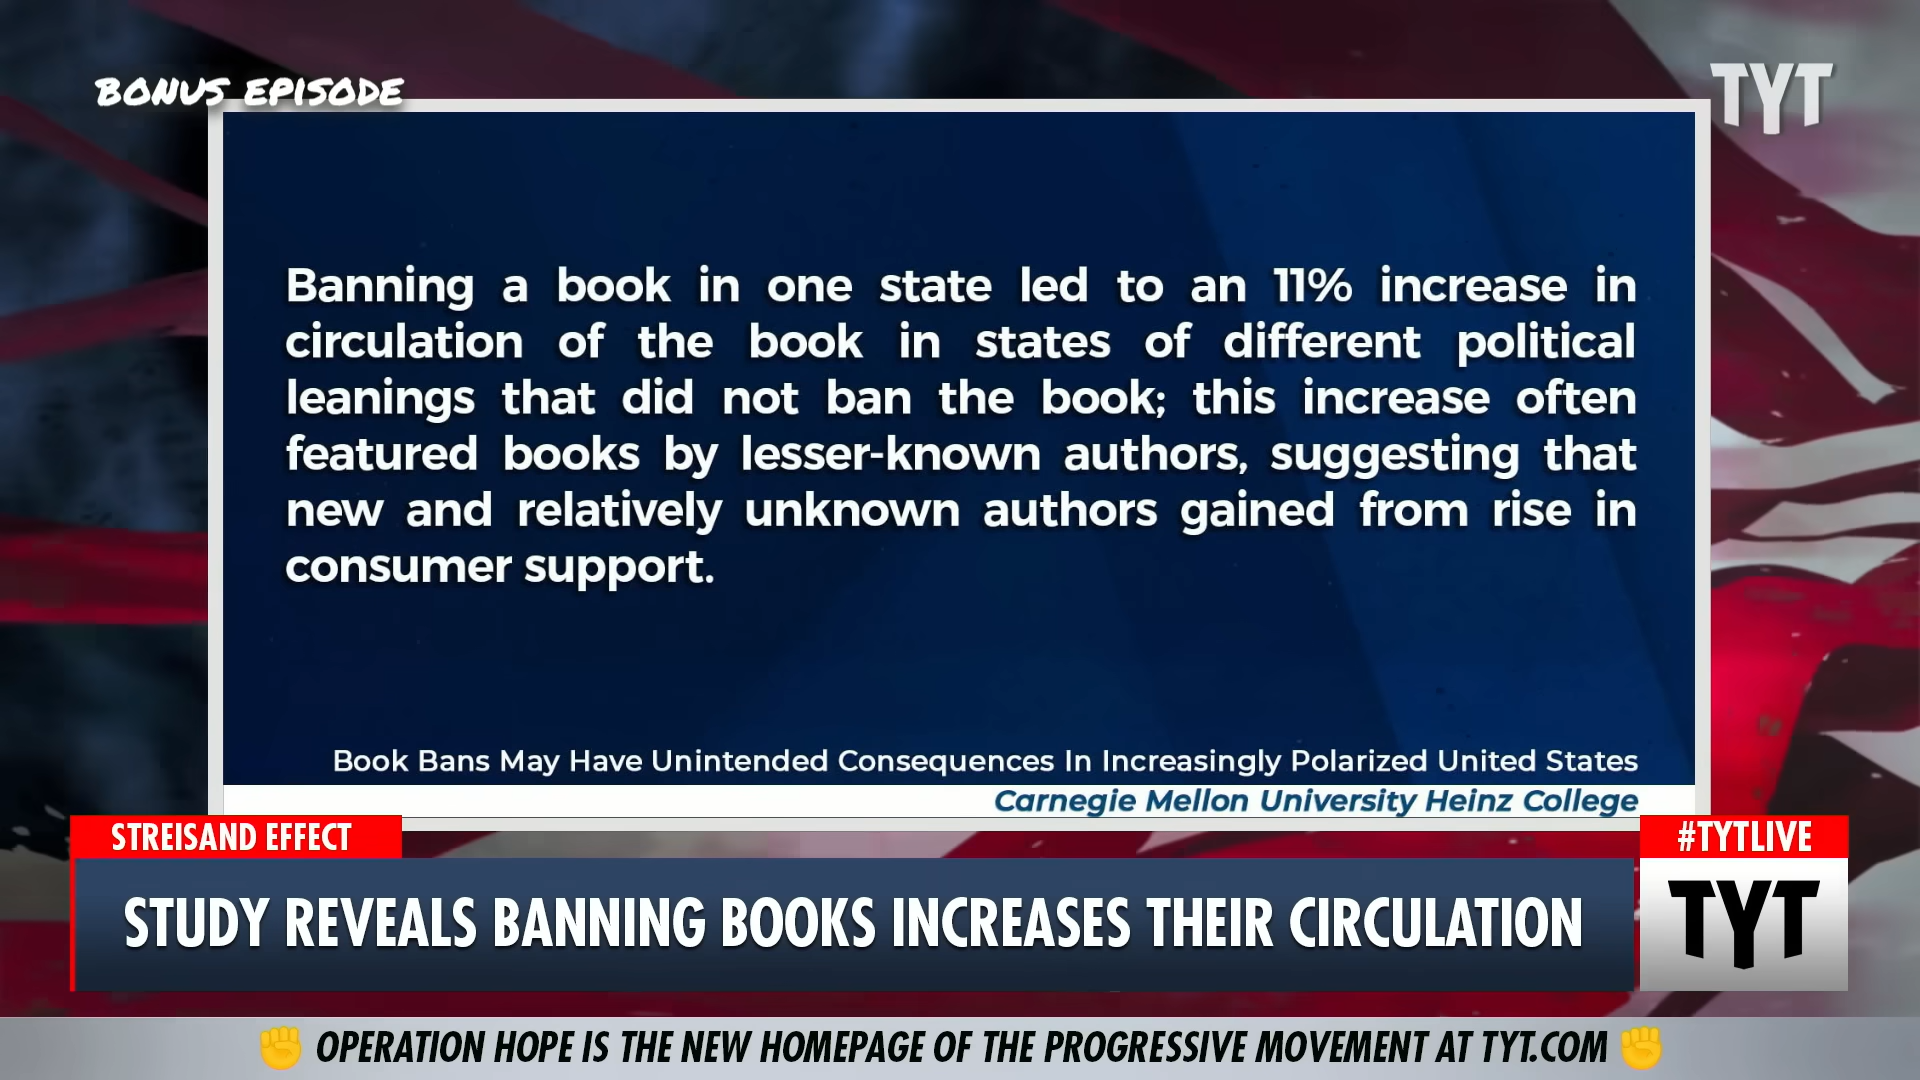 BONUS EPISODE
TYT
Banning a book in one state led to an 11% increase in
circulation of the book in states of different political
leanings that did not ban the book; this increase often
featured books by lesser-known authors, suggesting that
new and relatively unknown authors gained from rise in
consumer support.
Book Bans May Have Unintended Consequences In Increasingly Polarized United States
Carnegie Mellon University Heinz College
STREISAND EFFECT
#TYTLIVE
STUDY REVEALS BANNING BOOKS INCREASES THEIR CIRCULATION
TYT
OPERATION HOPE IS THE NEW HOMEPAGE OF THE PROGRESSIVE MOVEMENT AT TYT.COM